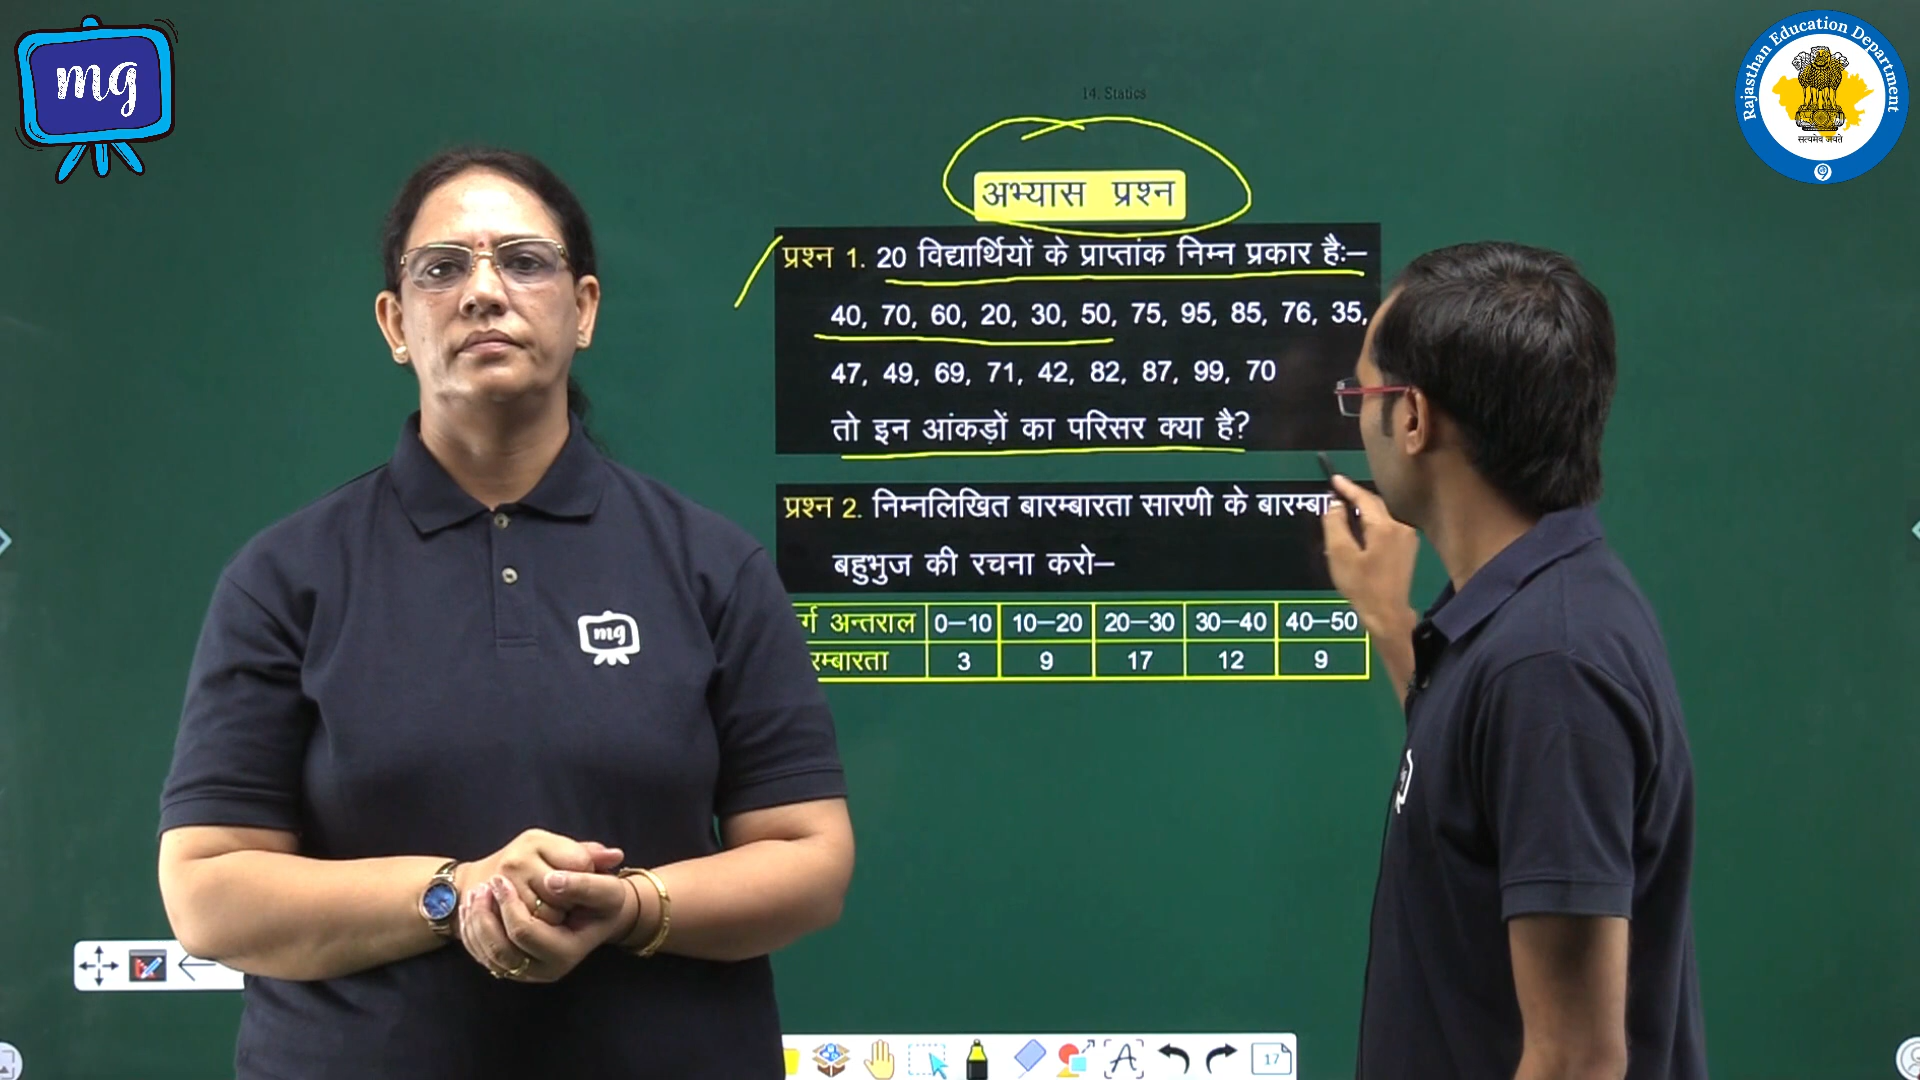 mg
Rajasthan Education Department
सत्यमेव जयते
14. Statics
अभ्यास प्रश्न
प्रश्न 1. 20 विद्यार्थियों के प्राप्तांक निम्न प्रकार है:–
40, 70, 60, 20, 30, 50, 75, 95, 85, 76, 35,
47, 49, 69, 71, 42, 82, 87, 99, 70
तो इन आंकड़ों का परिसर क्या है?
प्रश्न 2. निम्नलिखित बारम्बारता सारणी के
बहुभुज की रचना करो–
अन्तराल 0–10 10–20 20–30 30–40 40–50
3 9 17 12 9
mg
17